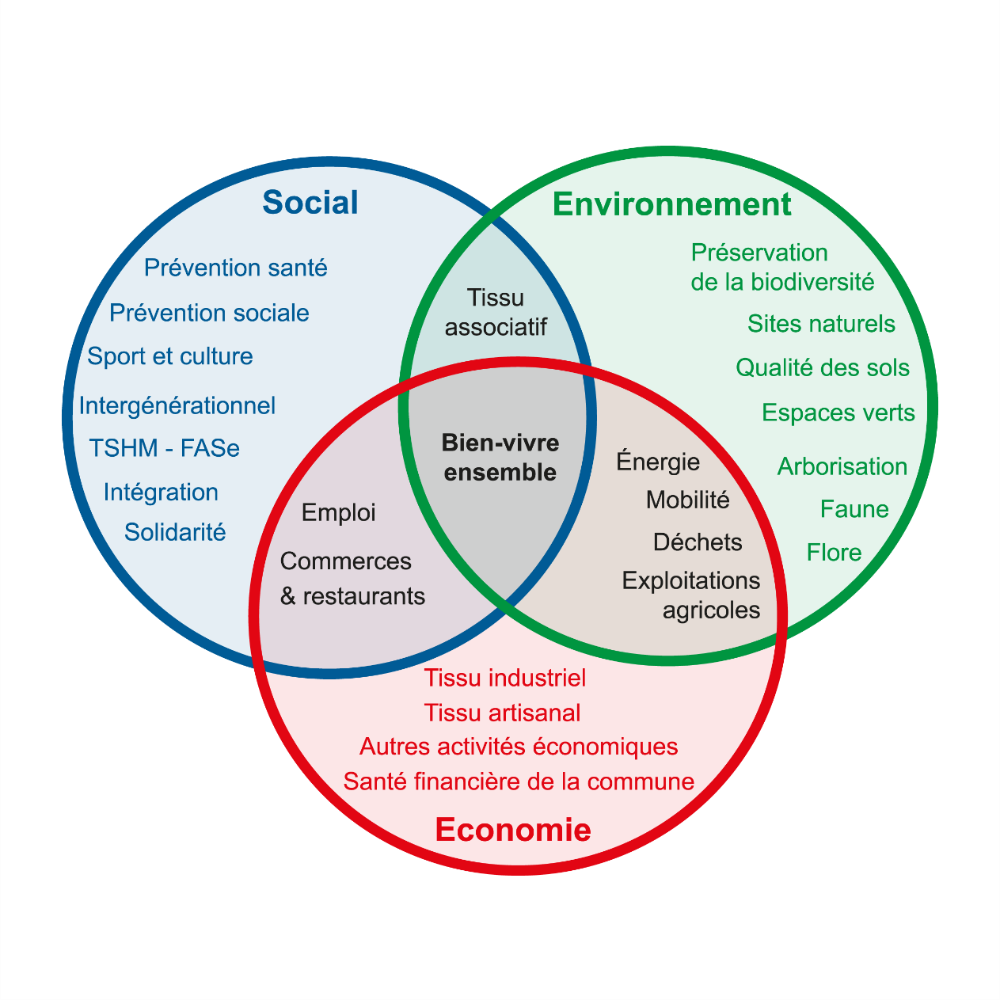 Social
Prévention santé
Prévention sociale
Sport et culture
Intergénérationnel
TSHM - FASe
Intégration
Solidarité
Environnement
Préservation
de la biodiversité
Sites naturels
Qualité des sols
Espaces verts
Arborisation
Faune
Flore
Tissu
associatif
Bien-vivre
ensemble
Emploi
Commerces
& restaurants
Énergie
Mobilité
Déchets
Exploitations
agricoles
Tissu industriel
Tissu artisanal
Autres activités économiques
Santé financière de la commune
Economie